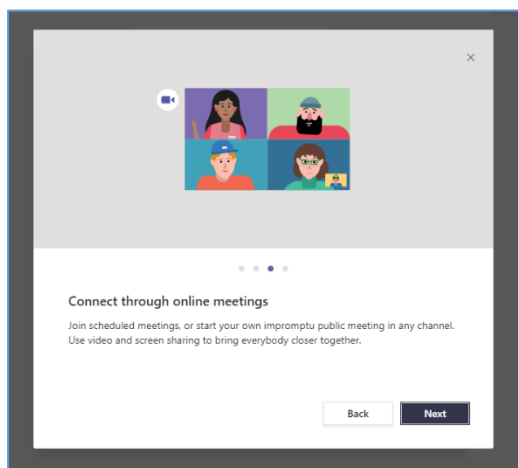 Connect through online meetings
Join scheduled meetings, or start your own impromptu public meeting in any channel.
Use video and screen sharing to bring everybody closer together.
Back
Next